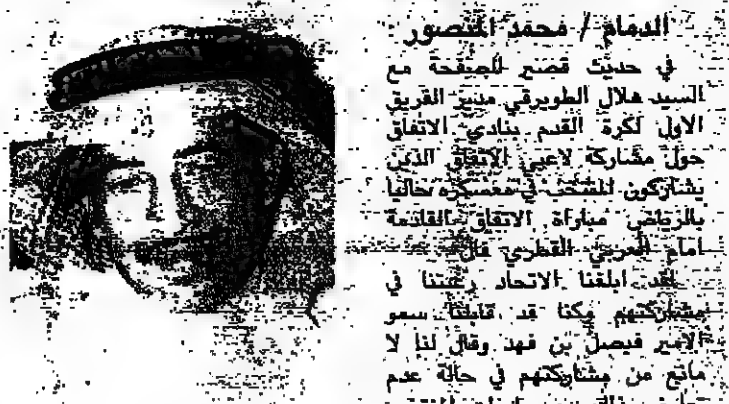 الدمام / محمد المنصور
في حديث قصير للصفحة مع
السيد هلال الطويرقي مدير الفريق
الاول لكرة القدم بنادي الاتفاق
حول مشاركة لاعبي الاتفاق الذين
يشاركون المنتخب في معسكره حاليا
بالرياض مباراة الاتفاق القادمة
امام العربي القطري قال
لقد ابلغنا الاتحاد رغبتنا في
مشاركتهم وكنا قد قابلنا سمو
الامير فيصل بن فهد وقال لنا لا
مانع من مشاركتهم في حالة عدم